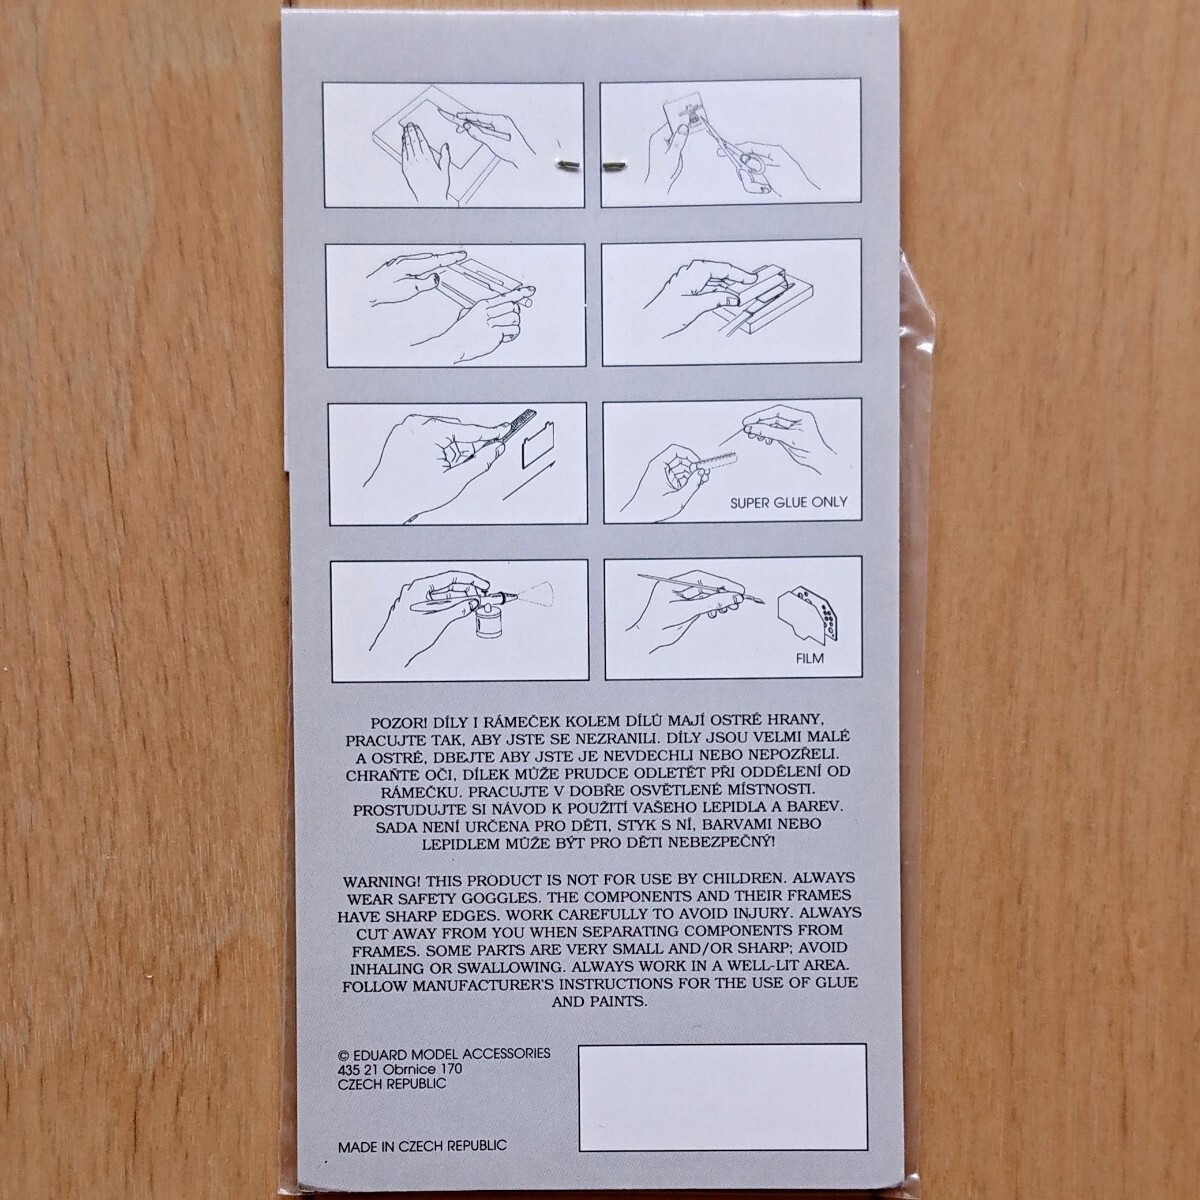 SUPER GLUE ONLY
FILM
POZOR! DÍLY I RÁMEČEK KOLEM DÍLŮ MAJÍ OSTRÉ HRANY,
PRACUJTE TAK, ABY JSTE SE NEZRANILI. DÍLY JSOU VELMI MALÉ
A OSTRÉ, DBEJTE ABY JSTE JE NEVDECHLI NEBO NEPOZŘELI.
CHRAŇTE OČI, DÍLEK MŮŽE PRUDCE ODLETĚT PŘI ODDĚLENÍ OD
RÁMEČKU. PRACUJTE V DOBŘE OSVĚTLENÉ MÍSTNOSTI.
PROSTUDUJTE SI NÁVOD K POUŽITÍ VAŠEHO LEPIDLA A BAREV.
SADA NENÍ URČENA PRO DĚTI, STYK S NÍ, BARVAMI NEBO
LEPIDLEM MŮŽE BÝT PRO DĚTI NEBEZPEČNÝ!
WARNING! THIS PRODUCT IS NOT FOR USE BY CHILDREN. ALWAYS
WEAR SAFETY GOGGLES. THE COMPONENTS AND THEIR FRAMES
HAVE SHARP EDGES. WORK CAREFULLY TO AVOID INJURY. ALWAYS
CUT AWAY FROM YOU WHEN SEPARATING COMPONENTS FROM
FRAMES. SOME PARTS ARE VERY SMALL AND/OR SHARP; AVOID
INHALING OR SWALLOWING. ALWAYS WORK IN A WELL-LIT AREA.
FOLLOW MANUFACTURER'S INSTRUCTIONS FOR THE USE OF GLUE
AND PAINTS.
© EDUARD MODEL ACCESSORIES
435 21 Obrnice 170
CZECH REPUBLIC
MADE IN CZECH REPUBLIC